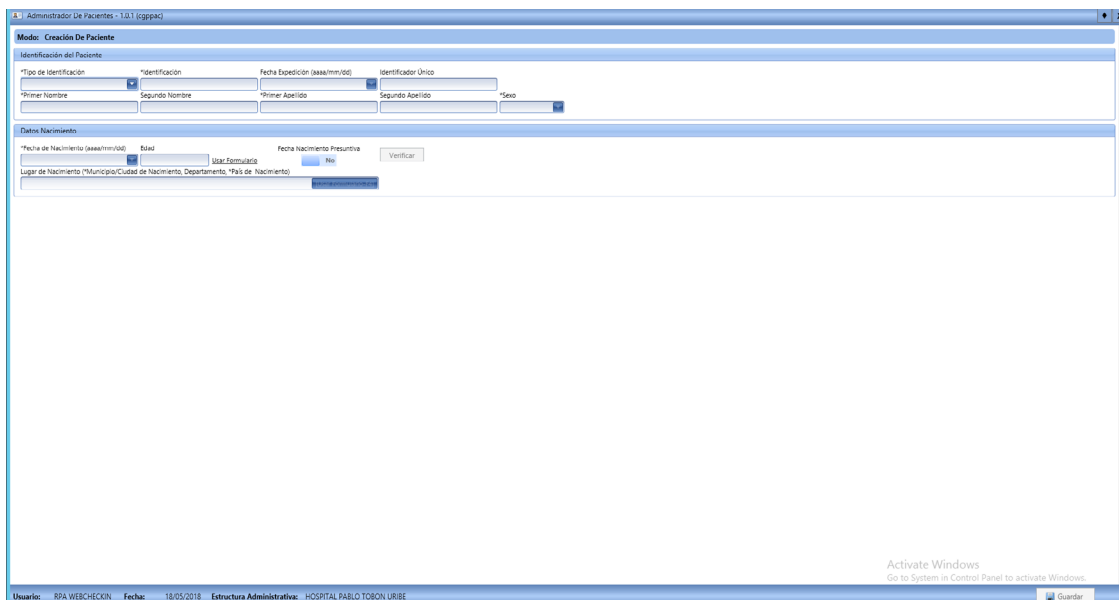 Administrador De Pacientes - 1.0.1 (cgppac)
Modo: Creación De Paciente
Identificación del Paciente
*Tipo de Identificación *Identificación Fecha Expedición (aaaa/mm/dd) Identificador Único
*Primer Nombre Segundo Nombre *Primer Apellido Segundo Apellido *Sexo
Datos Nacimiento
*Fecha de Nacimiento (aaaa/mm/dd) Edad Usar Formulario Fecha Nacimiento Presuntiva No Verificar
Lugar de Nacimiento (*Municipio/Ciudad de Nacimiento, Departamento, *País de Nacimiento)
Activate Windows
Go to System in Control Panel to activate Windows.
Usuario: RPA WEBCHECKIN Fecha: 18/05/2018 Estructura Administrativa: HOSPITAL PABLO TOBON URIBE Guardar